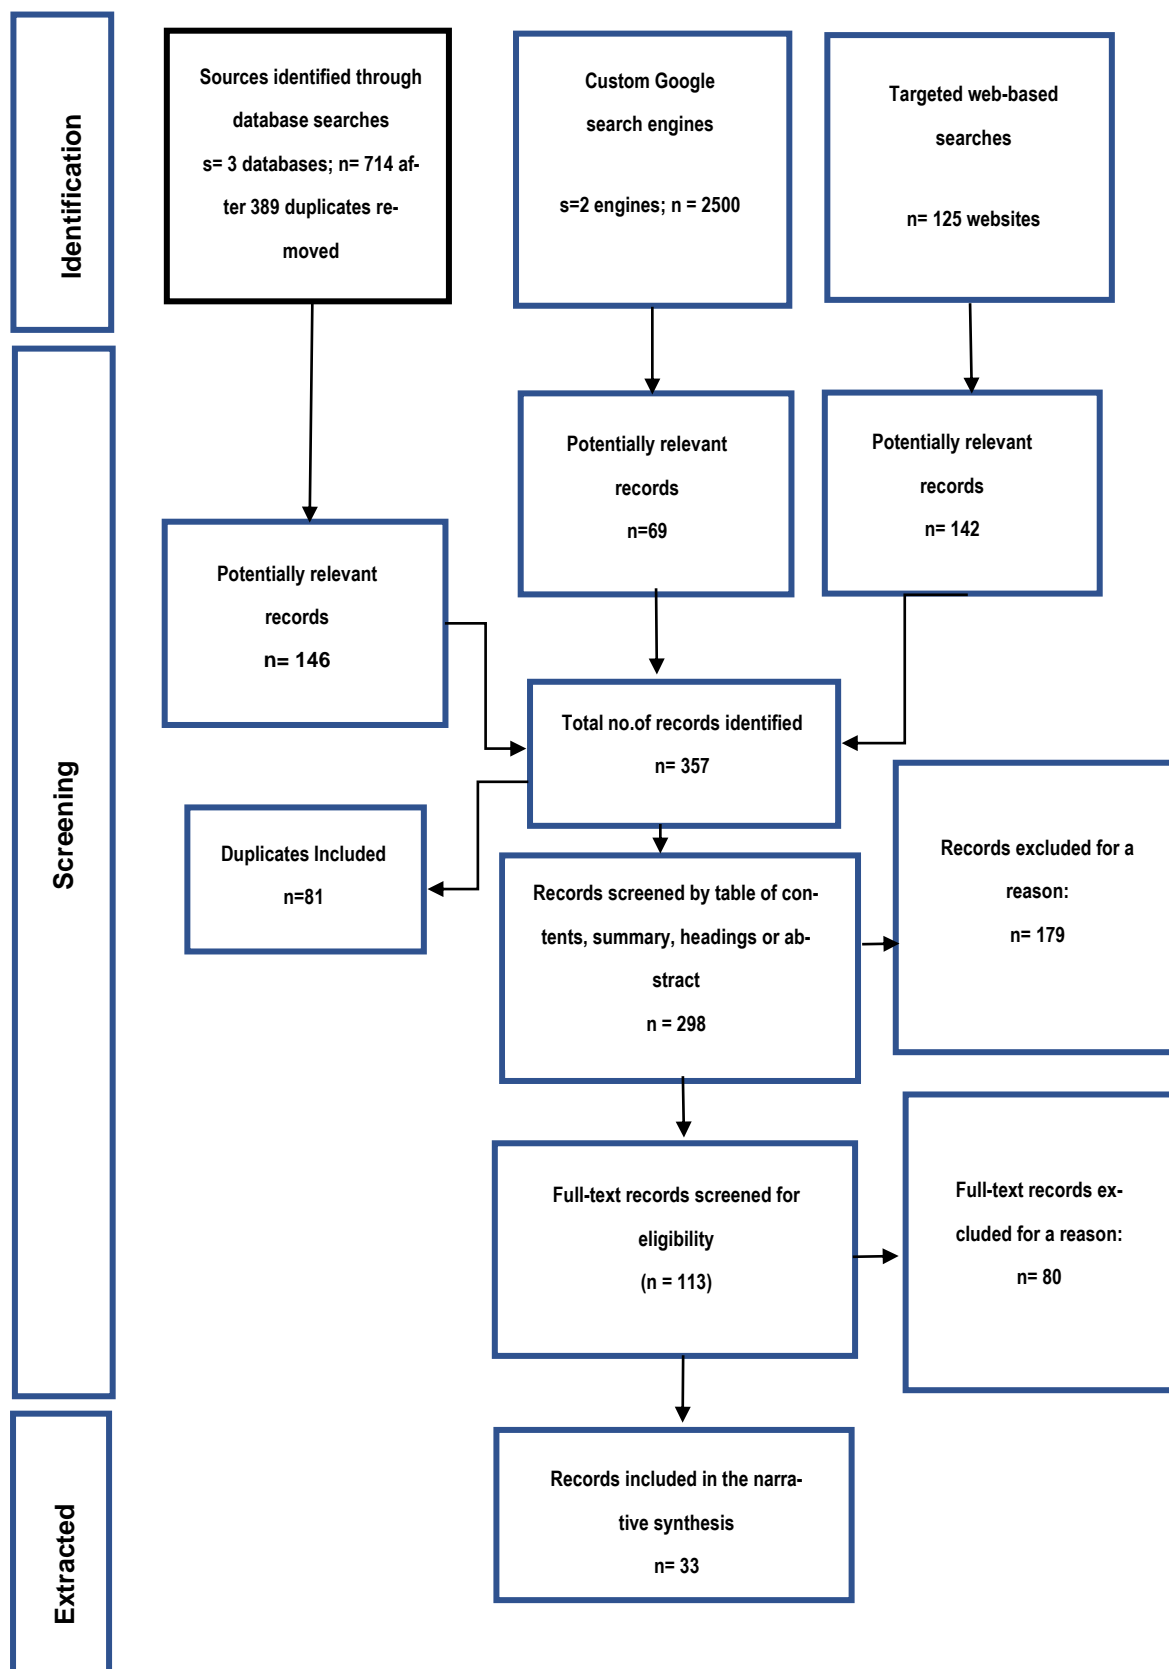 Identification
Sources identified through
database searches
s= 3 databases; n= 714 af-
ter 389 duplicates re-
moved
Custom Google
search engines
s=2 engines; n = 2500
Targeted web-based
searches
n= 125 websites
Screening
Potentially relevant
records
n= 146
Potentially relevant
records
n=69
Potentially relevant
records
n= 142
Total no.of records identified
n= 357
Duplicates Included
n=81
Records screened by table of con-
tents, summary, headings or ab-
stract
n = 298
Records excluded for a
reason:
n= 179
Full-text records screened for
eligibility
(n = 113)
Full-text records ex-
cluded for a reason:
n= 80
Extracted
Records included in the narra-
tive synthesis
n= 33